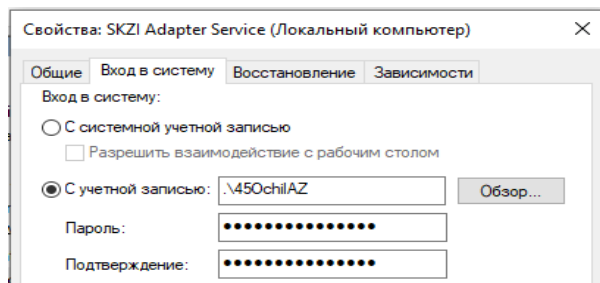 Свойства: SKZI Adapter Service (Локальный компьютер)
Общие Вход в систему Восстановление Зависимости
Вход в систему:
С системной учетной записью
Разрешить взаимодействие с рабочим столом
С учетной записью: .\45OchilAZ Обзор...
Пароль: •••••••••••••••
Подтверждение: •••••••••••••••